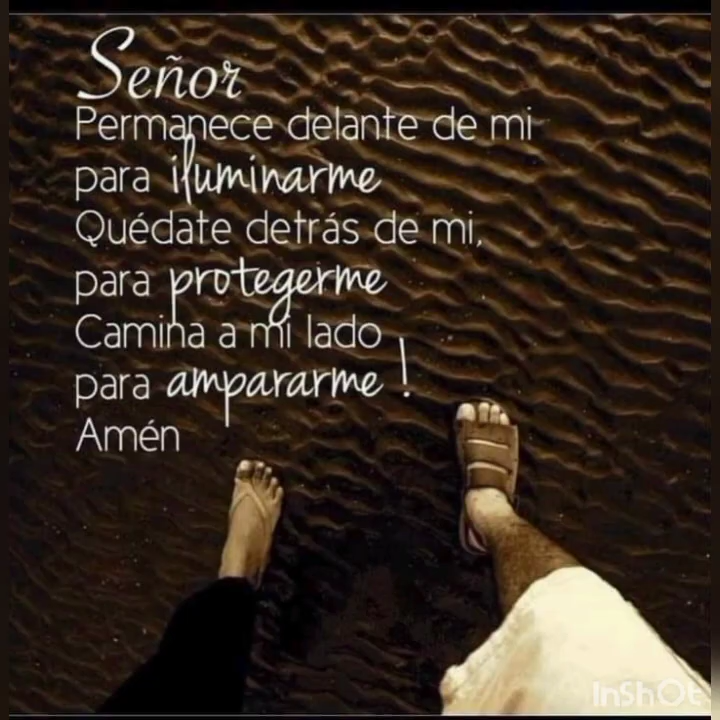 Señor
Permanece delante de mi
para iluminarme
Quédate detrás de mi,
para protegerme
Camina a mi lado
para ampararme !
Amén
InShOt